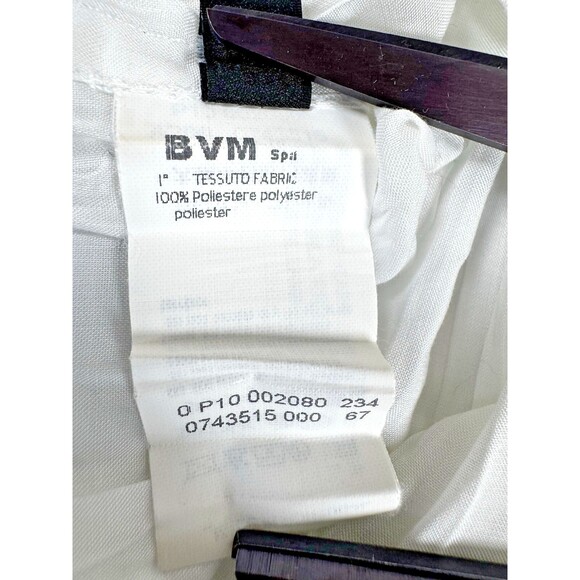 BVM SpA
1° TESSUTO FABRIC
100% Poliestere polyester
poliester
0 P10 002080 234
0743515 000 67